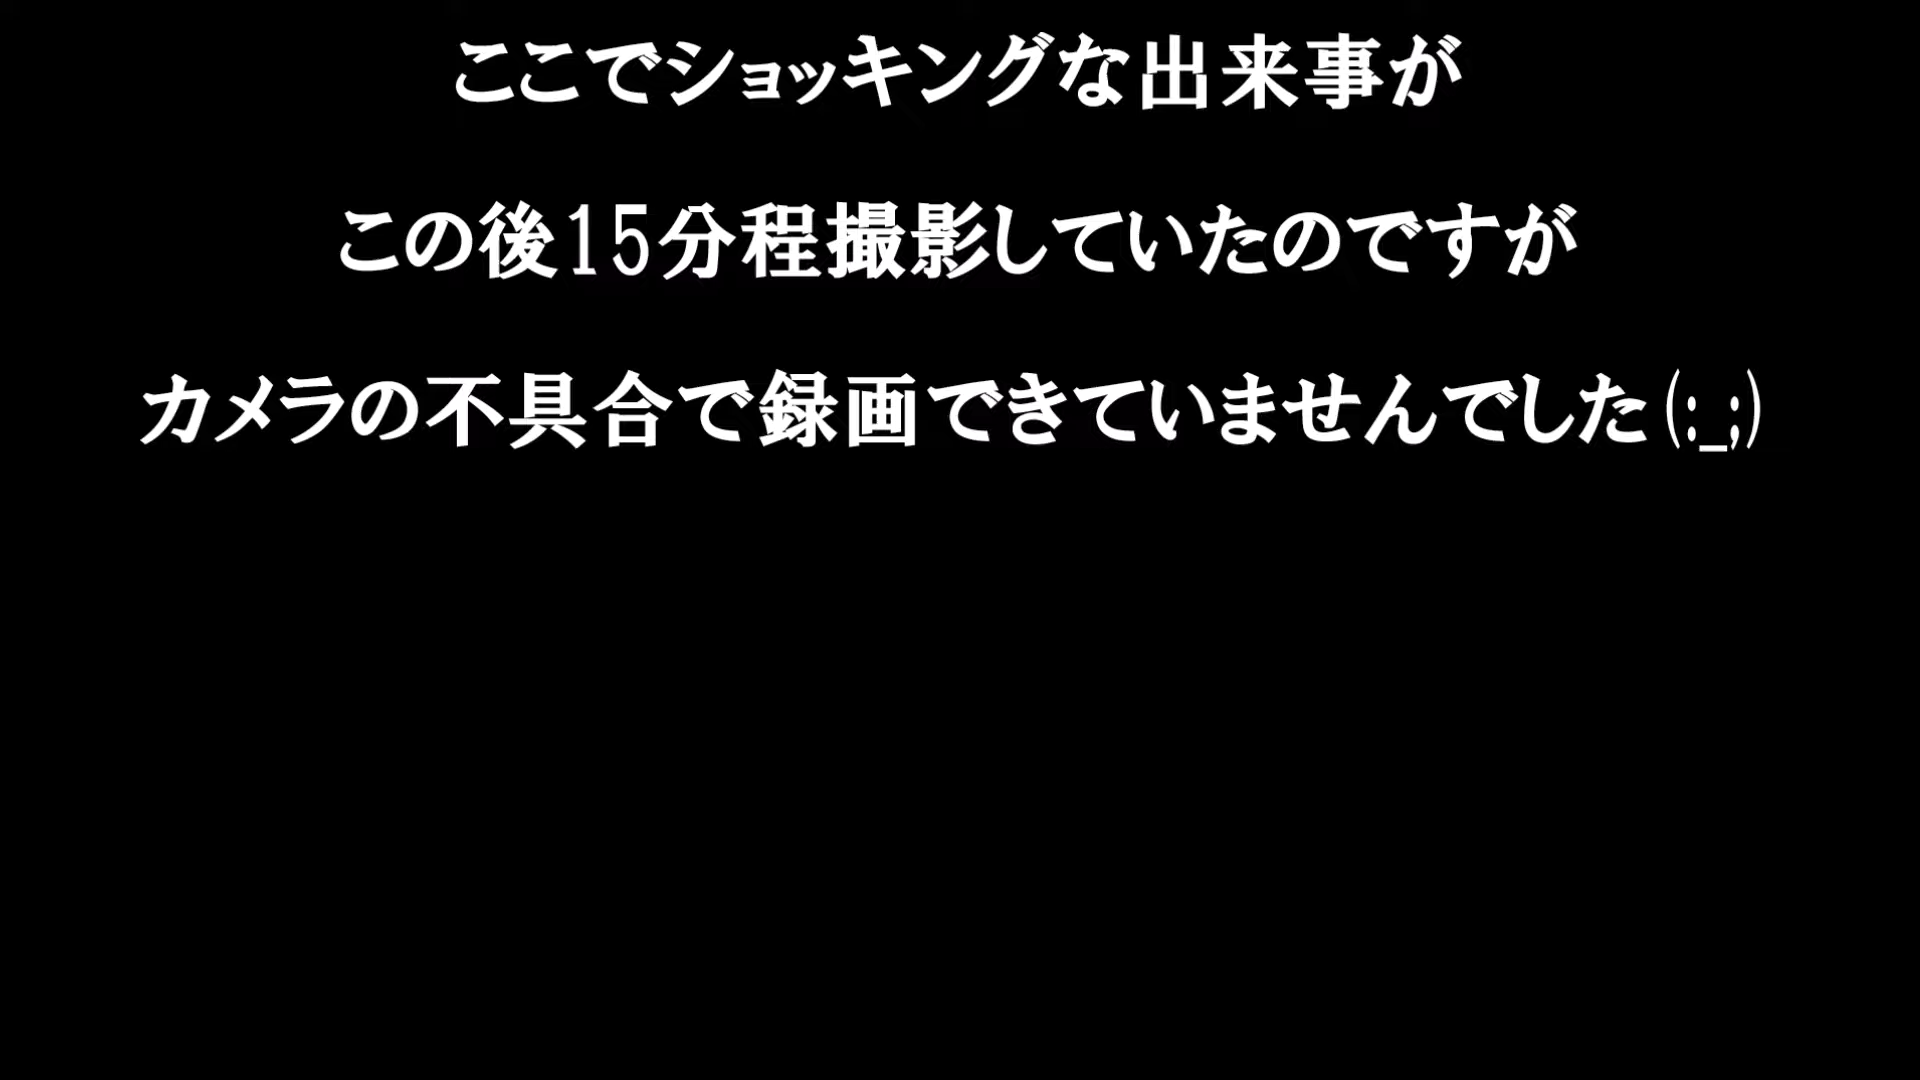 ここでショッキングな出来事が
この後15分程撮影していたのですが
カメラの不具合で録画できていませんでした(:_;)